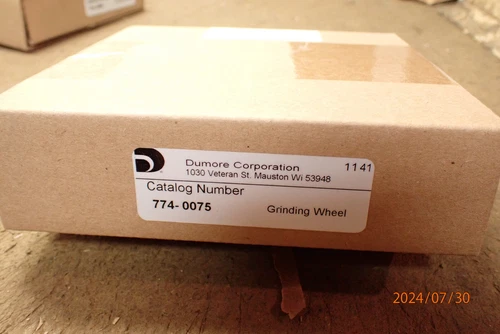 Dumore Corporation 1141
1030 Veteran St. Mauston Wi 53948
Catalog Number
774-0075 Grinding Wheel
2024/07/30